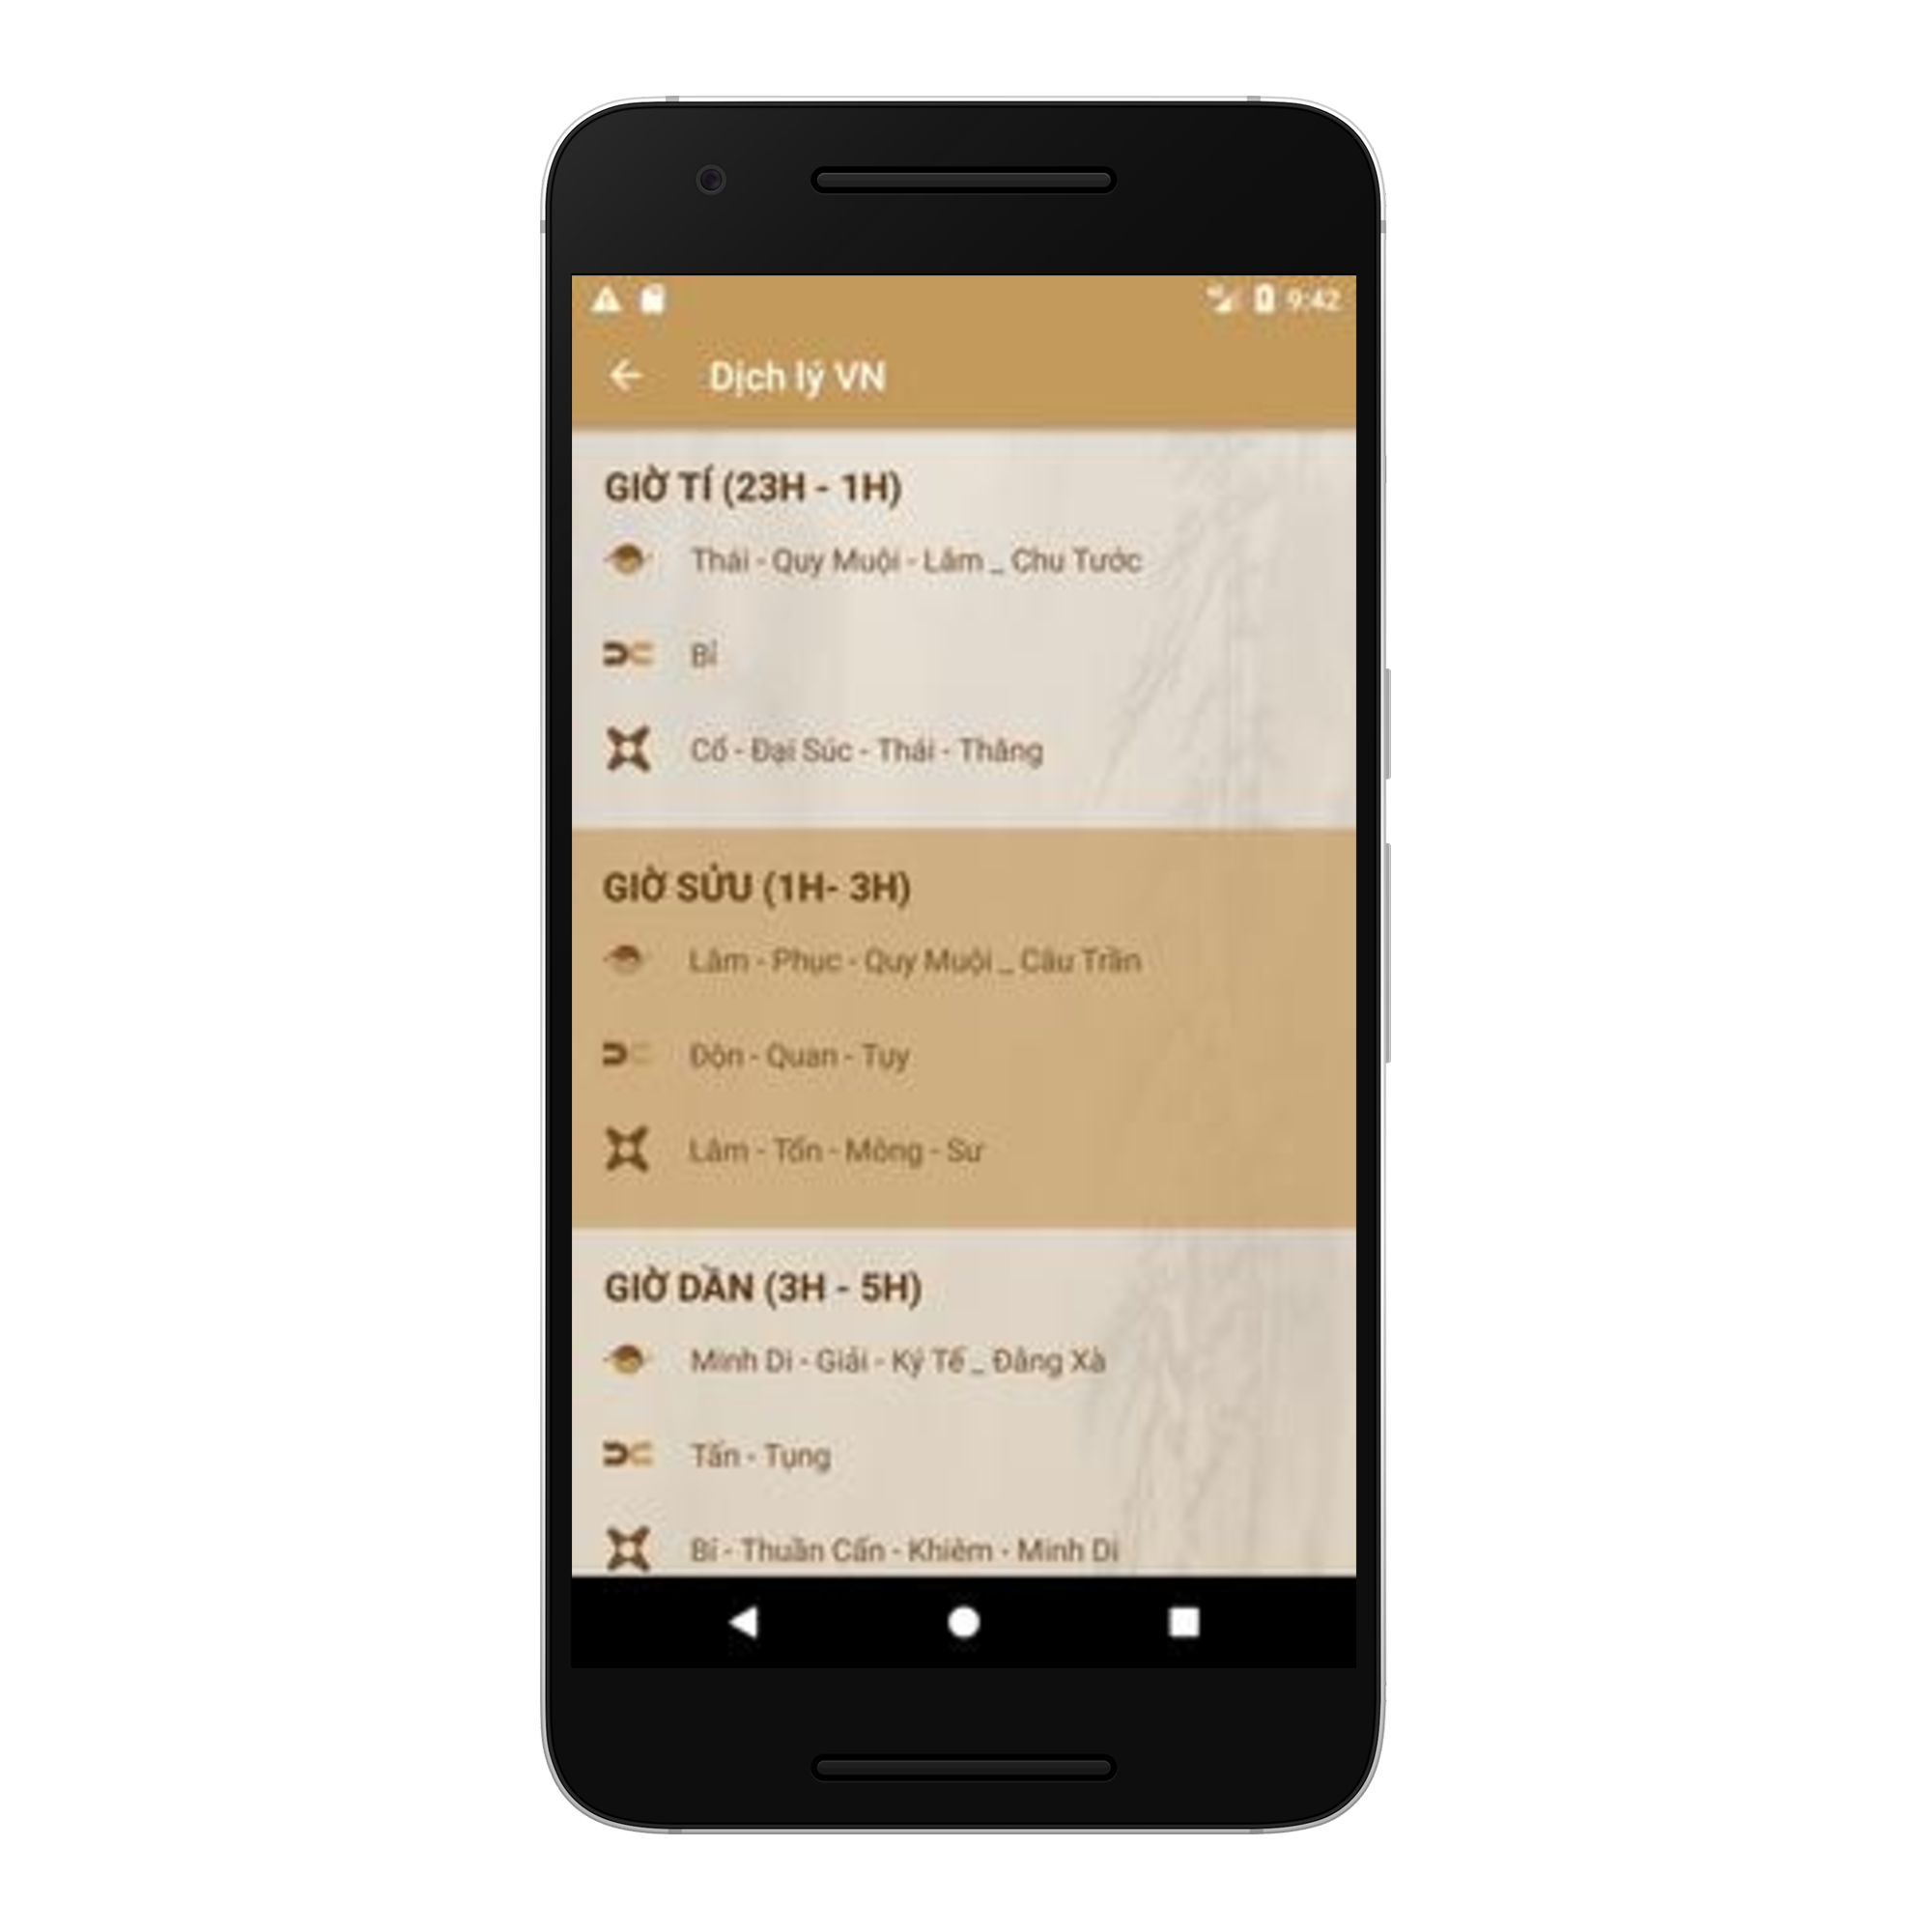 9:42
Dịch lý VN
GIỜ TÍ (23H - 1H)
Thái - Quy Muội - Lâm _ Chu Tước
Bĩ
Cổ - Đại Súc - Thái - Thăng
GIỜ SỬU (1H- 3H)
Lâm - Phục - Quy Muội _ Câu Trần
Độn - Quan - Tụy
Lâm - Tổn - Mông - Sư
GIỜ DẦN (3H - 5H)
Minh Di - Giải - Ký Tế _ Đằng Xà
Tấn - Tụng
Bí - Thuần Cấn - Khiêm - Minh Di